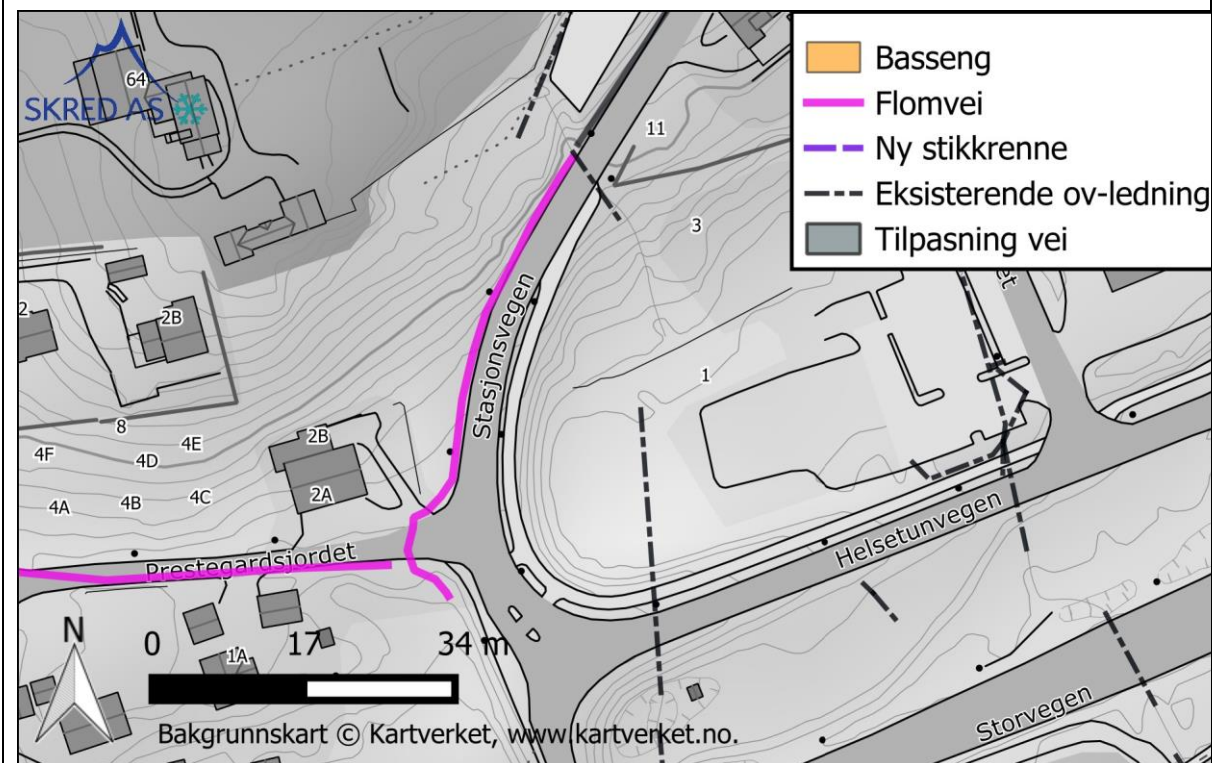 64
SKRED AS
Basseng
Flomvei
Ny stikkrenne
Eksisterende ov-ledning
Tilpasning vei
11
3
2
2B
Stasjonsvegen
1
8
4F
4E
4D
2B
4A
4B
4C
2A
Helsetunvegen
Prestegardsjordet
N
0 17 34 m
1A
Storvegen
Bakgrunnskart © Kartverket, www.kartverket.no.